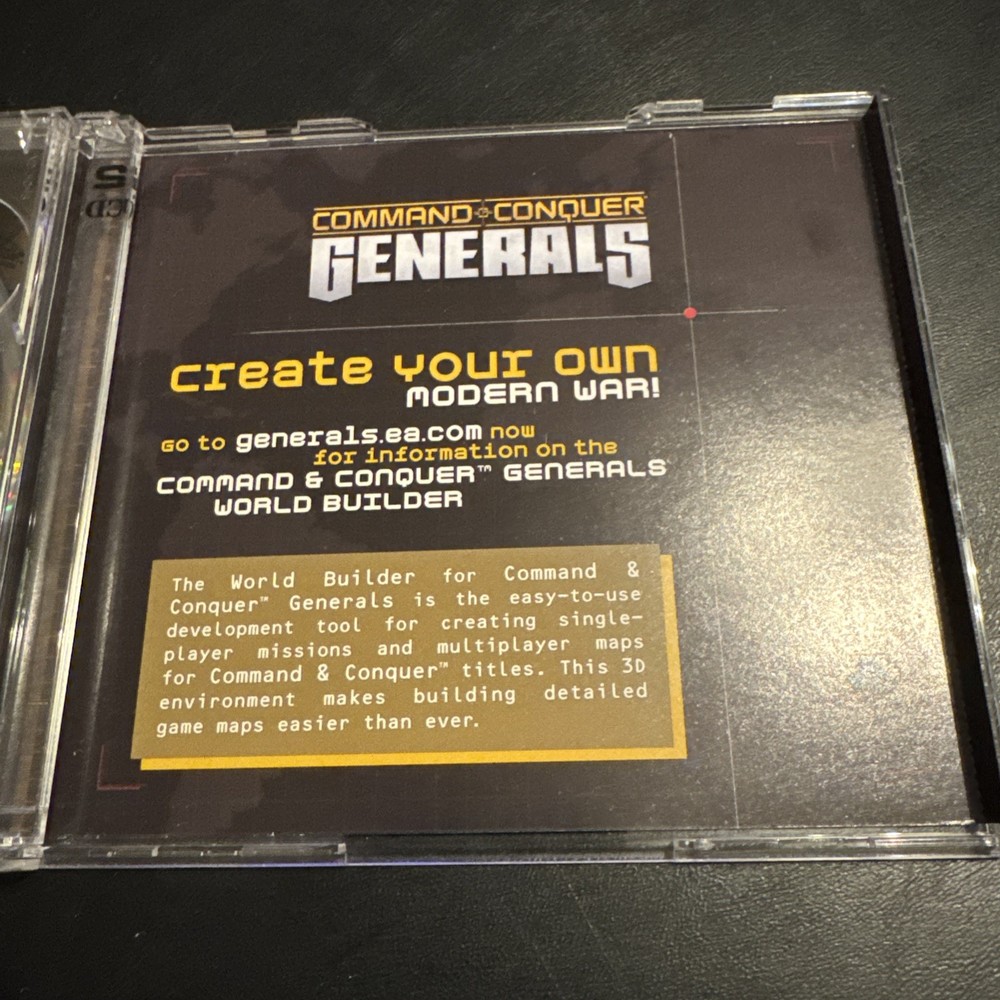 COMMAND & CONQUER™
GENERALS
create your own
MODERN WAR!
Go to generals.ea.com now
for information on the
COMMAND & CONQUER™ GENERALS
WORLD BUILDER
The World Builder for Command &
Conquer™ Generals is the easy-to-use
development tool for creating single-
player missions and multiplayer maps
for Command & Conquer™ titles. This 3D
environment makes building detailed
game maps easier than ever.